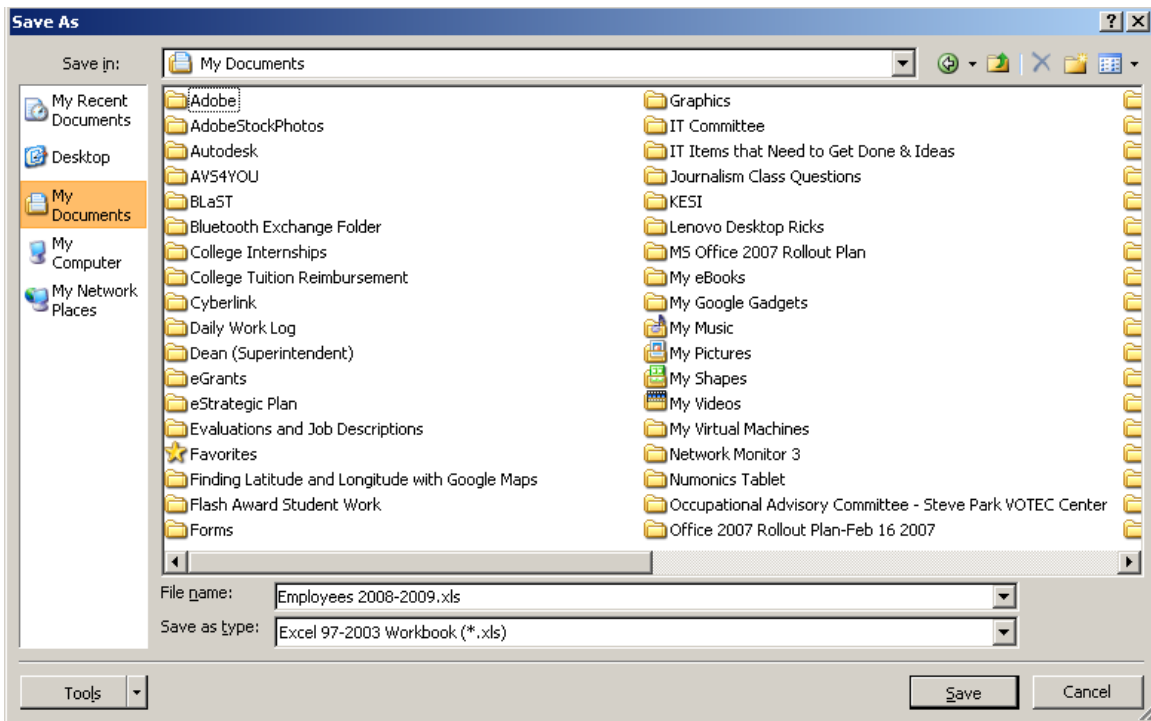 Save As
Save in:
My Documents
My Recent
Documents
Desktop
My
Documents
My
Computer
My Network
Places
Adobe
AdobeStockPhotos
Autodesk
AVS4YOU
BLaST
Bluetooth Exchange Folder
College Internships
College Tuition Reimbursement
Cyberlink
Daily Work Log
Dean (Superintendent)
eGrants
eStrategic Plan
Evaluations and Job Descriptions
Favorites
Finding Latitude and Longitude with Google Maps
Flash Award Student Work
Forms
Graphics
IT Committee
IT Items that Need to Get Done & Ideas
Journalism Class Questions
KESI
Lenovo Desktop Ricks
MS Office 2007 Rollout Plan
My eBooks
My Google Gadgets
My Music
My Pictures
My Shapes
My Videos
My Virtual Machines
Network Monitor 3
Numonics Tablet
Occupational Advisory Committee - Steve Park VOTEC Center
Office 2007 Rollout Plan-Feb 16 2007
File name:
Employees 2008-2009.xls
Save as type:
Excel 97-2003 Workbook (*.xls)
Tools
Save
Cancel